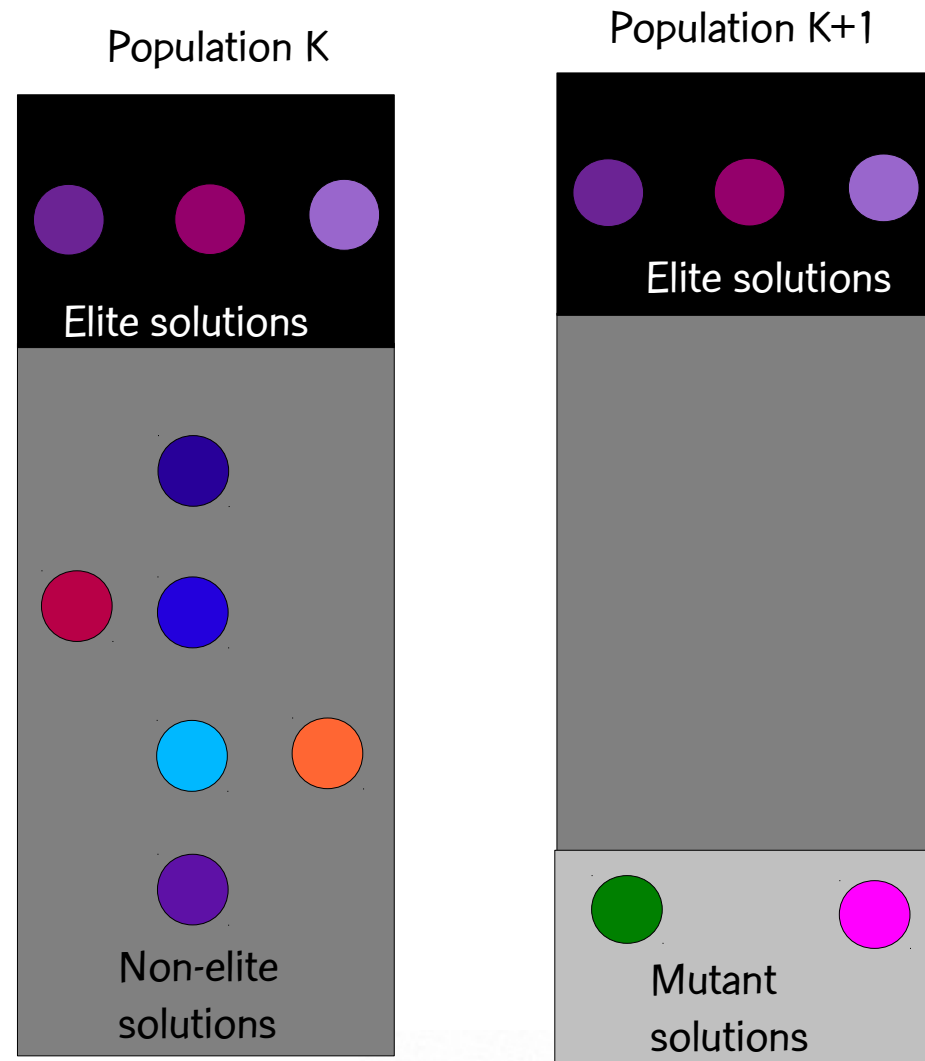 Population K
Population K+1
Elite solutions
Elite solutions
Non-elite
solutions
Mutant
solutions